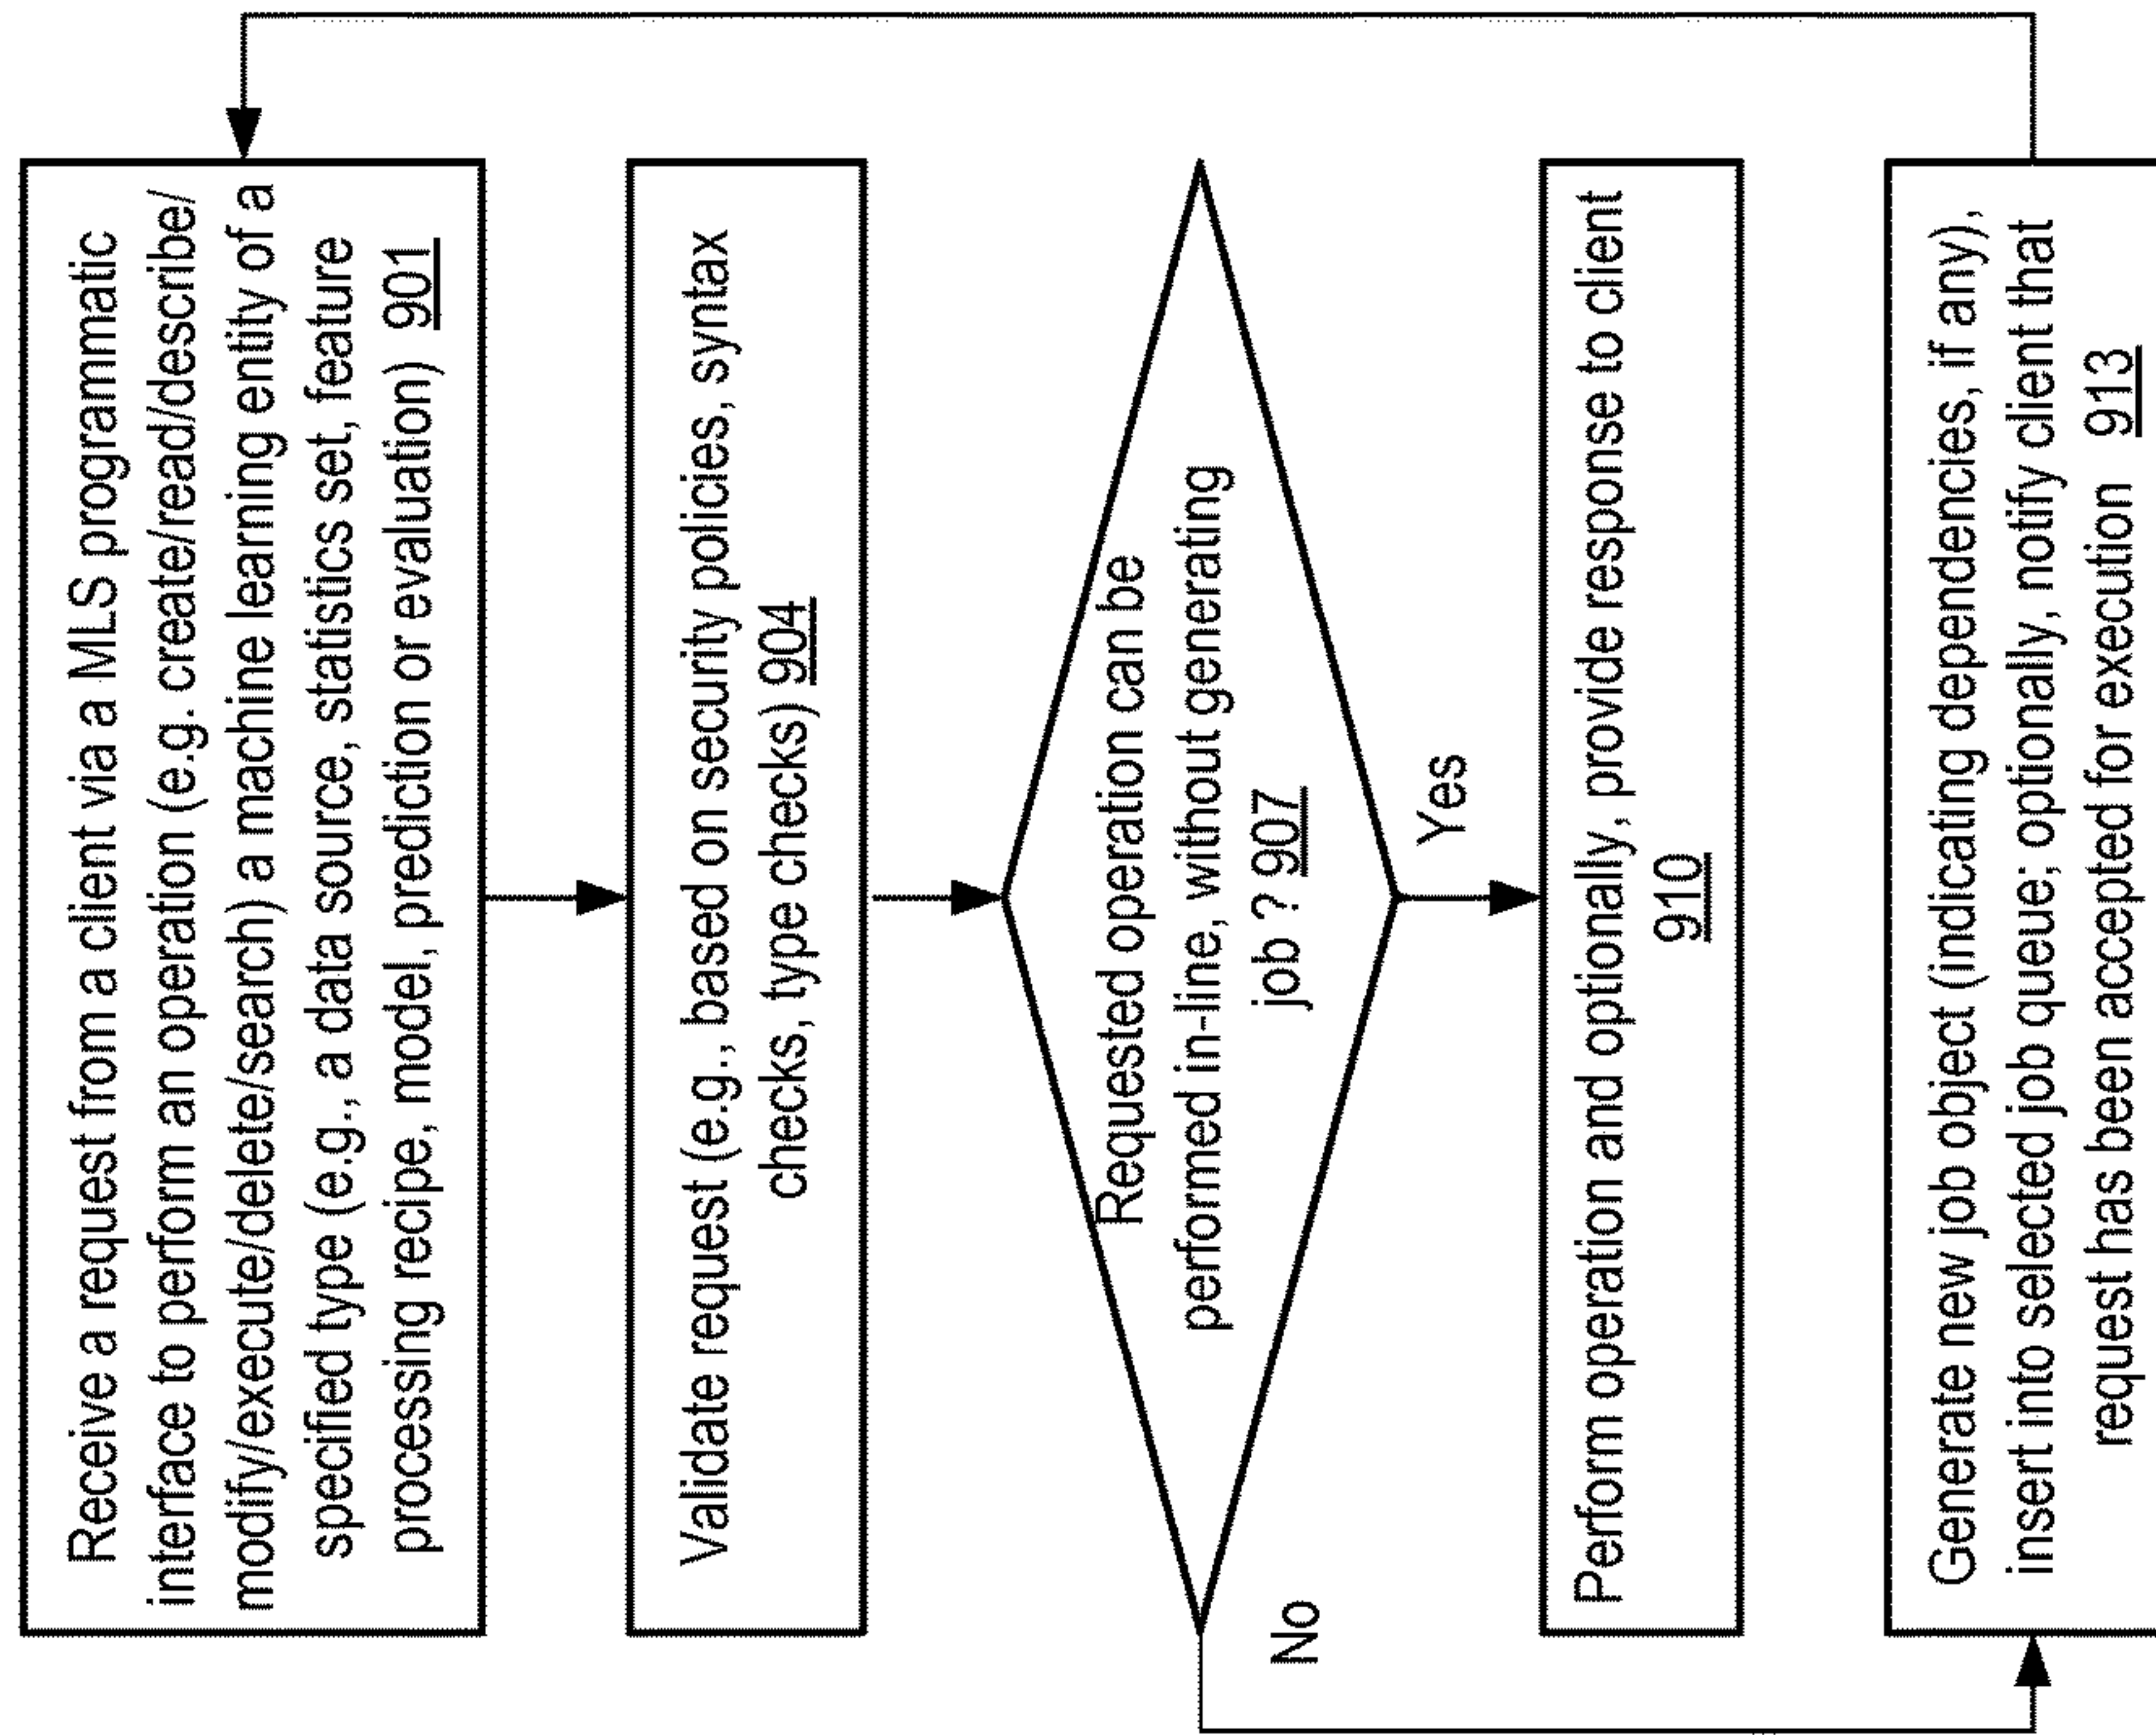 Receive a request from a client via a MLS programmatic
interface to perform an operation (e.g. create/read/describe/
modify/execute/delete/search) a machine learning entity of a
specified type (e.g., a data source, statistics set, feature
processing recipe, model, prediction or evaluation) 901
Validate request (e.g., based on security policies, syntax
checks, type checks) 904
Requested operation can be
performed in-line, without generating
job ? 907
Yes
No
Perform operation and optionally, provide response to client
910
Generate new job object (indicating dependencies, if any),
insert into selected job queue; optionally, notify client that
request has been accepted for execution 913